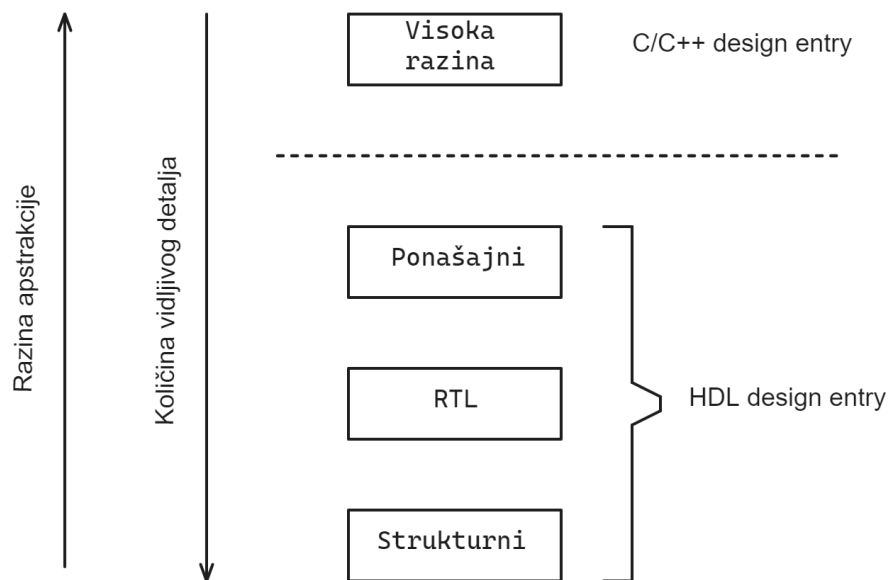 Visoka
razina
C/C++ design entry
Razina apstrakcije
Količina vidljivog detalja
Ponašajni
RTL
HDL design entry
Strukturni